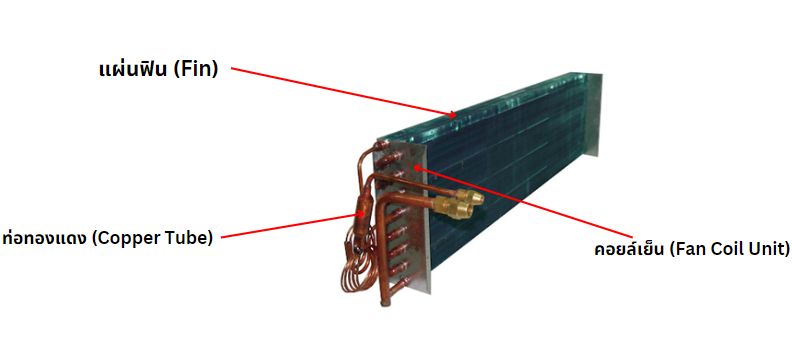 แผ่นฟิน (Fin)
ท่อทองแดง (Copper Tube)
คอยล์เย็น (Fan Coil Unit)